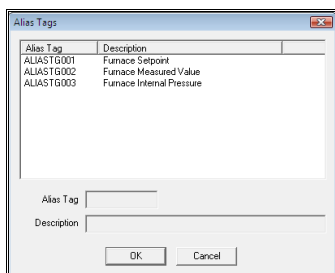 Alias Tags
Alias Tag Description
ALIASTG001 Furnace Setpoint
ALIASTG002 Furnace Measured Value
ALIASTG003 Furnace Internal Pressure
Alias Tag
Description
OK Cancel